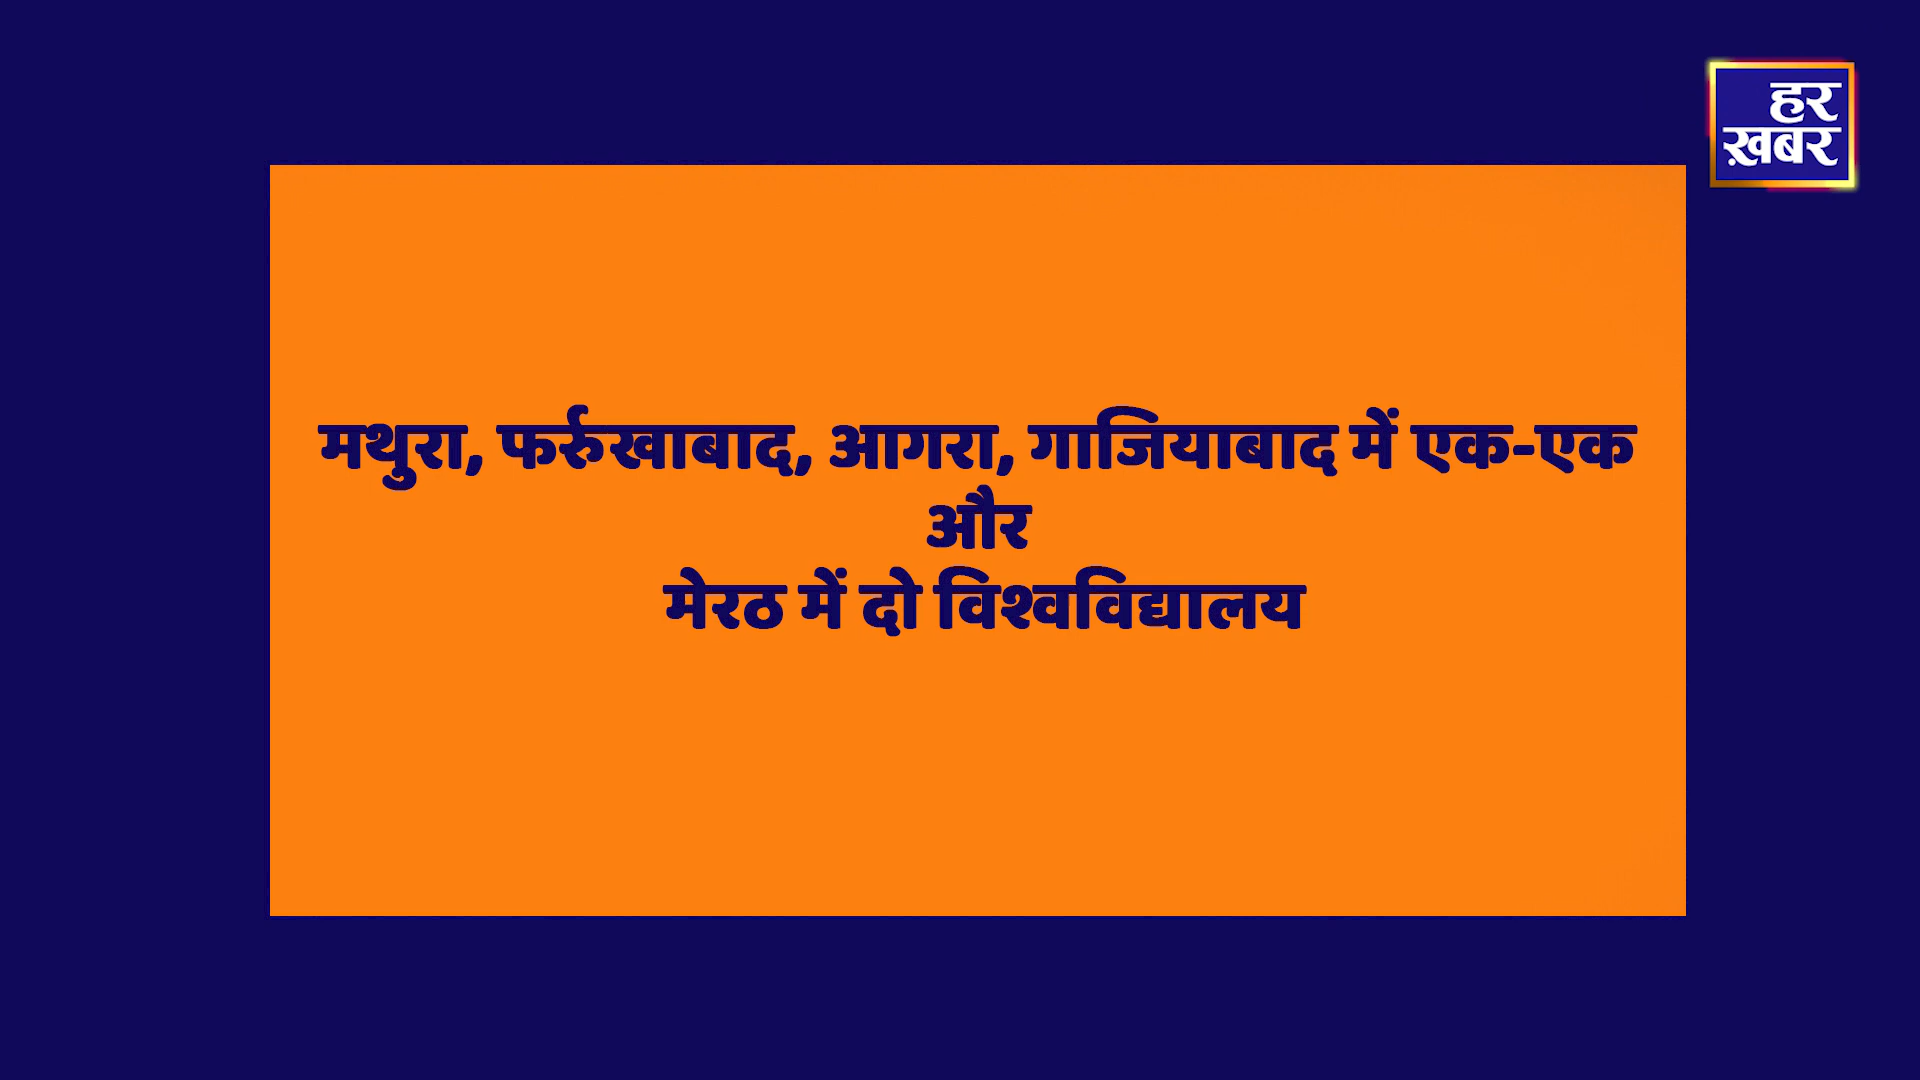 हर
ख़बर
मथुरा, फर्रुखाबाद, आगरा, गाजियाबाद में एक-एक
और
मेरठ में दो विश्वविद्यालय